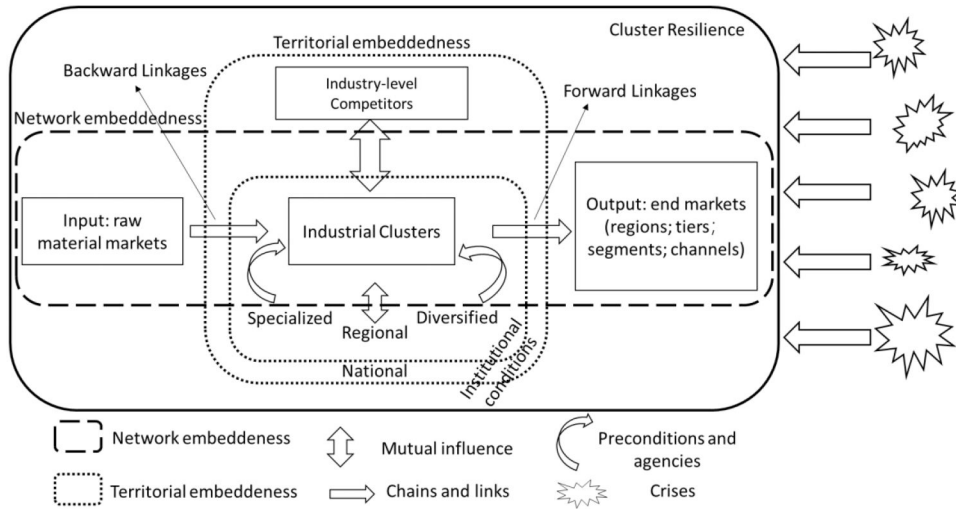 Cluster Resilience
Territorial embeddedness
Backward Linkages
Industry-level
Competitors
Forward Linkages
Network embeddedness
Input: raw
material markets
Industrial Clusters
Output: end markets
(regions; tiers;
segments; channels)
Specialized
Regional
Diversified
National
Institutional
conditions
Network embeddeness
Mutual influence
Preconditions and
agencies
Territorial embeddeness
Chains and links
Crises